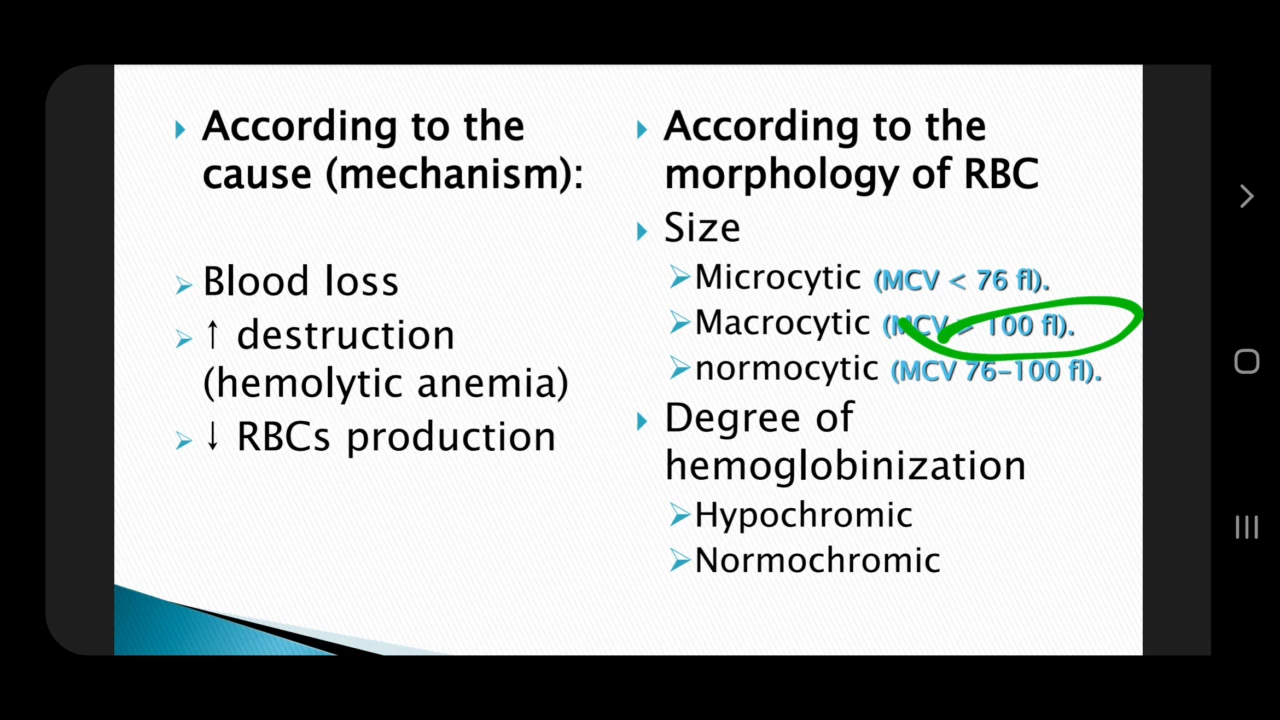 According to the
cause (mechanism):
Blood loss
↑ destruction
(hemolytic anemia)
↓ RBCs production
According to the
morphology of RBC
Size
Microcytic (MCV < 76 fl).
Macrocytic (MCV > 100 fl).
normocytic (MCV 76-100 fl).
Degree of
hemoglobinization
Hypochromic
Normochromic